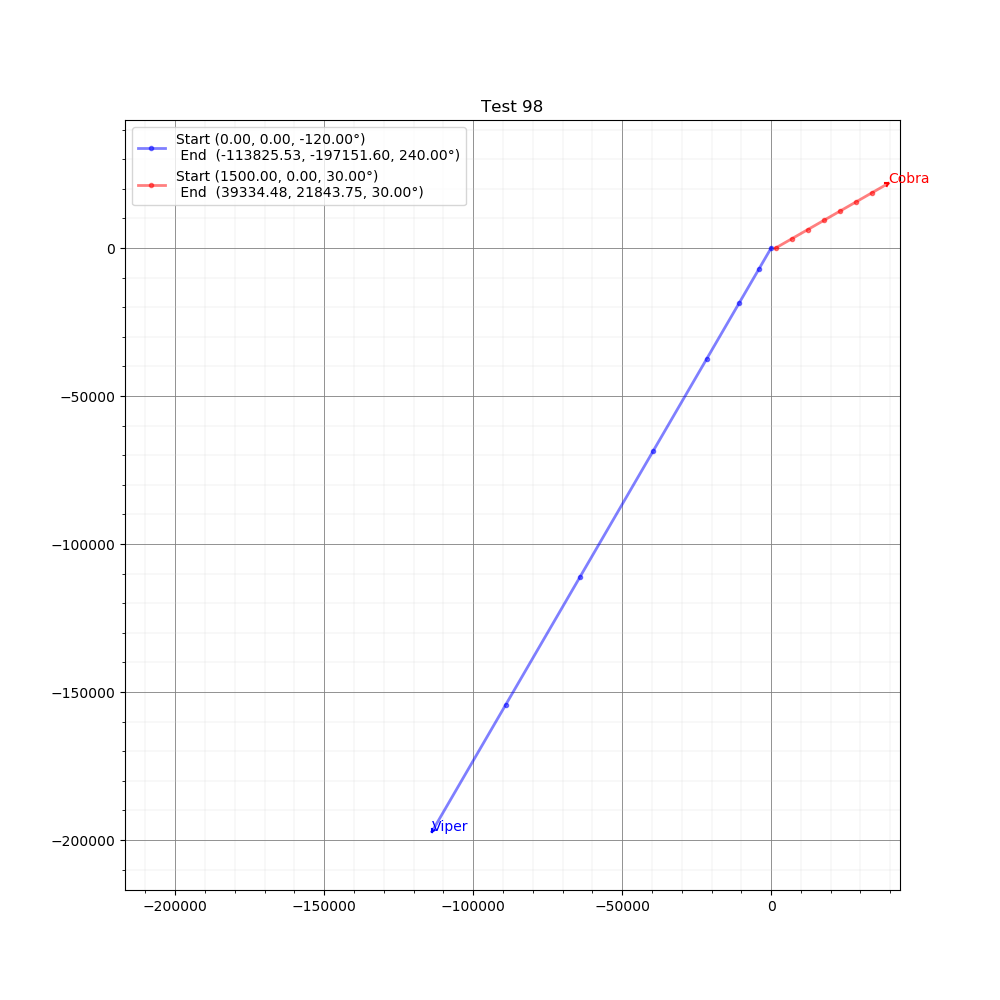 Test 98
Start (0.00, 0.00, -120.00°)
End  (-113825.53, -197151.60, 240.00°)
Start (1500.00, 0.00, 30.00°)
End  (39334.48, 21843.75, 30.00°)
Cobra
0
−50000
−100000
−150000
−200000
Viper
−200000
−150000
−100000
−50000
0